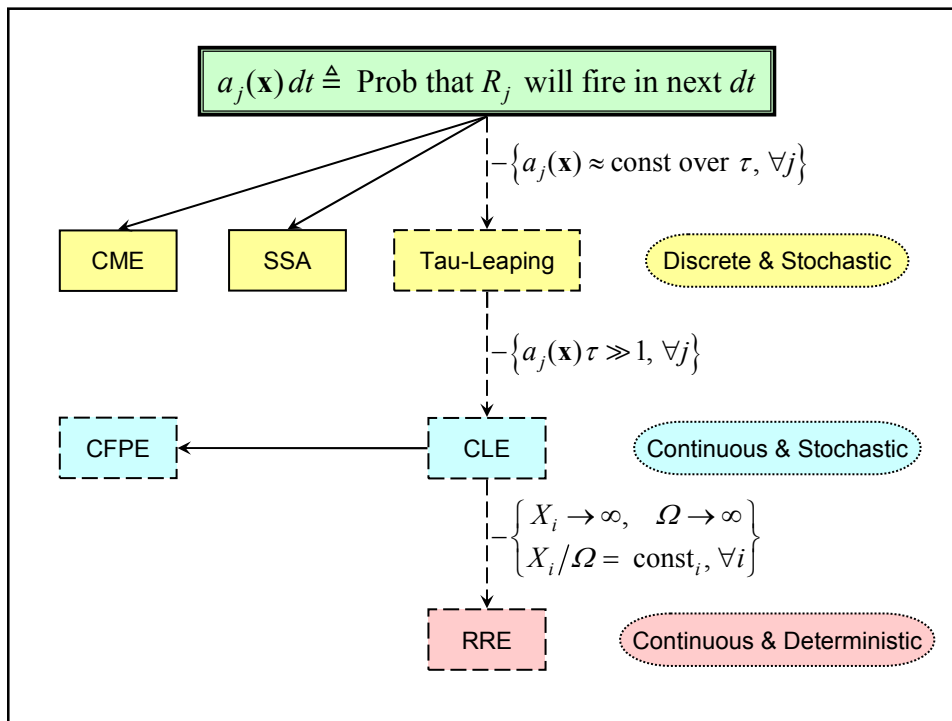 a_j(𝐱) dt ≜ Prob that R_j will fire in next dt
{a_j(𝐱) ≈ const over τ, ∀j}
CME SSA Tau-Leaping Discrete & Stochastic
{a_j(𝐱)τ ≫ 1, ∀j}
CFPE CLE Continuous & Stochastic
X_i → ∞, Ω → ∞
X_i/Ω = const_i, ∀i
RRE Continuous & Deterministic